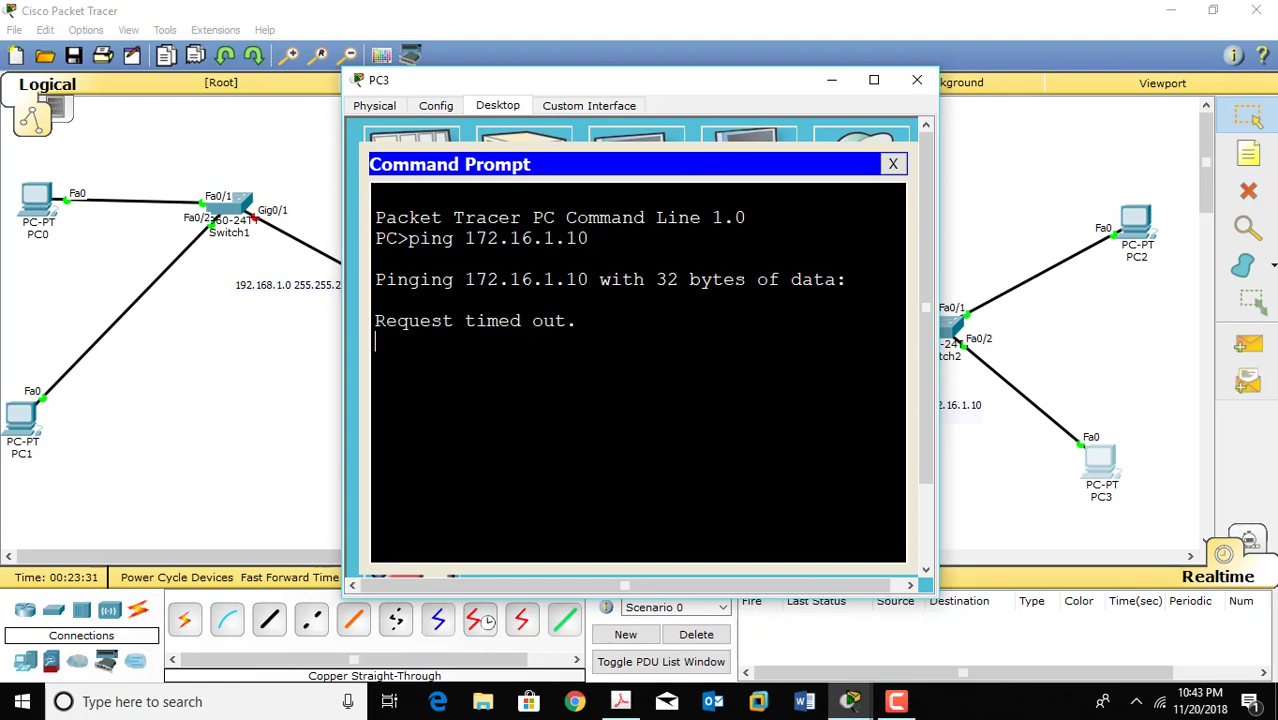 Cisco Packet Tracer
File Edit Options View Tools Extensions Help
Logical
[Root]
kground
Viewport
PC3
Physical Config Desktop Custom Interface
Command Prompt
X
Packet Tracer PC Command Line 1.0
PC>ping 172.16.1.10
Pinging 172.16.1.10 with 32 bytes of data:
Request timed out.
Fa0
PC-PT
PC0
Fa0/1
Fa0/2
Gig0/1
60-24T
Switch1
192.168.1.0 255.255.2
Fa0
PC-PT
PC1
Fa0
PC-PT
PC2
Fa0/1
-24T
Fa0/2
tch2
2.16.1.10
Fa0
PC-PT
PC3
Time: 00:23:31 Power Cycle Devices Fast Forward Time
Realtime
Connections
Copper Straight-Through
Scenario 0
New Delete
Toggle PDU List Window
Fire Last Status Source Destination Type Color Time(sec) Periodic Num
Type here to search
10:43 PM
11/20/2018